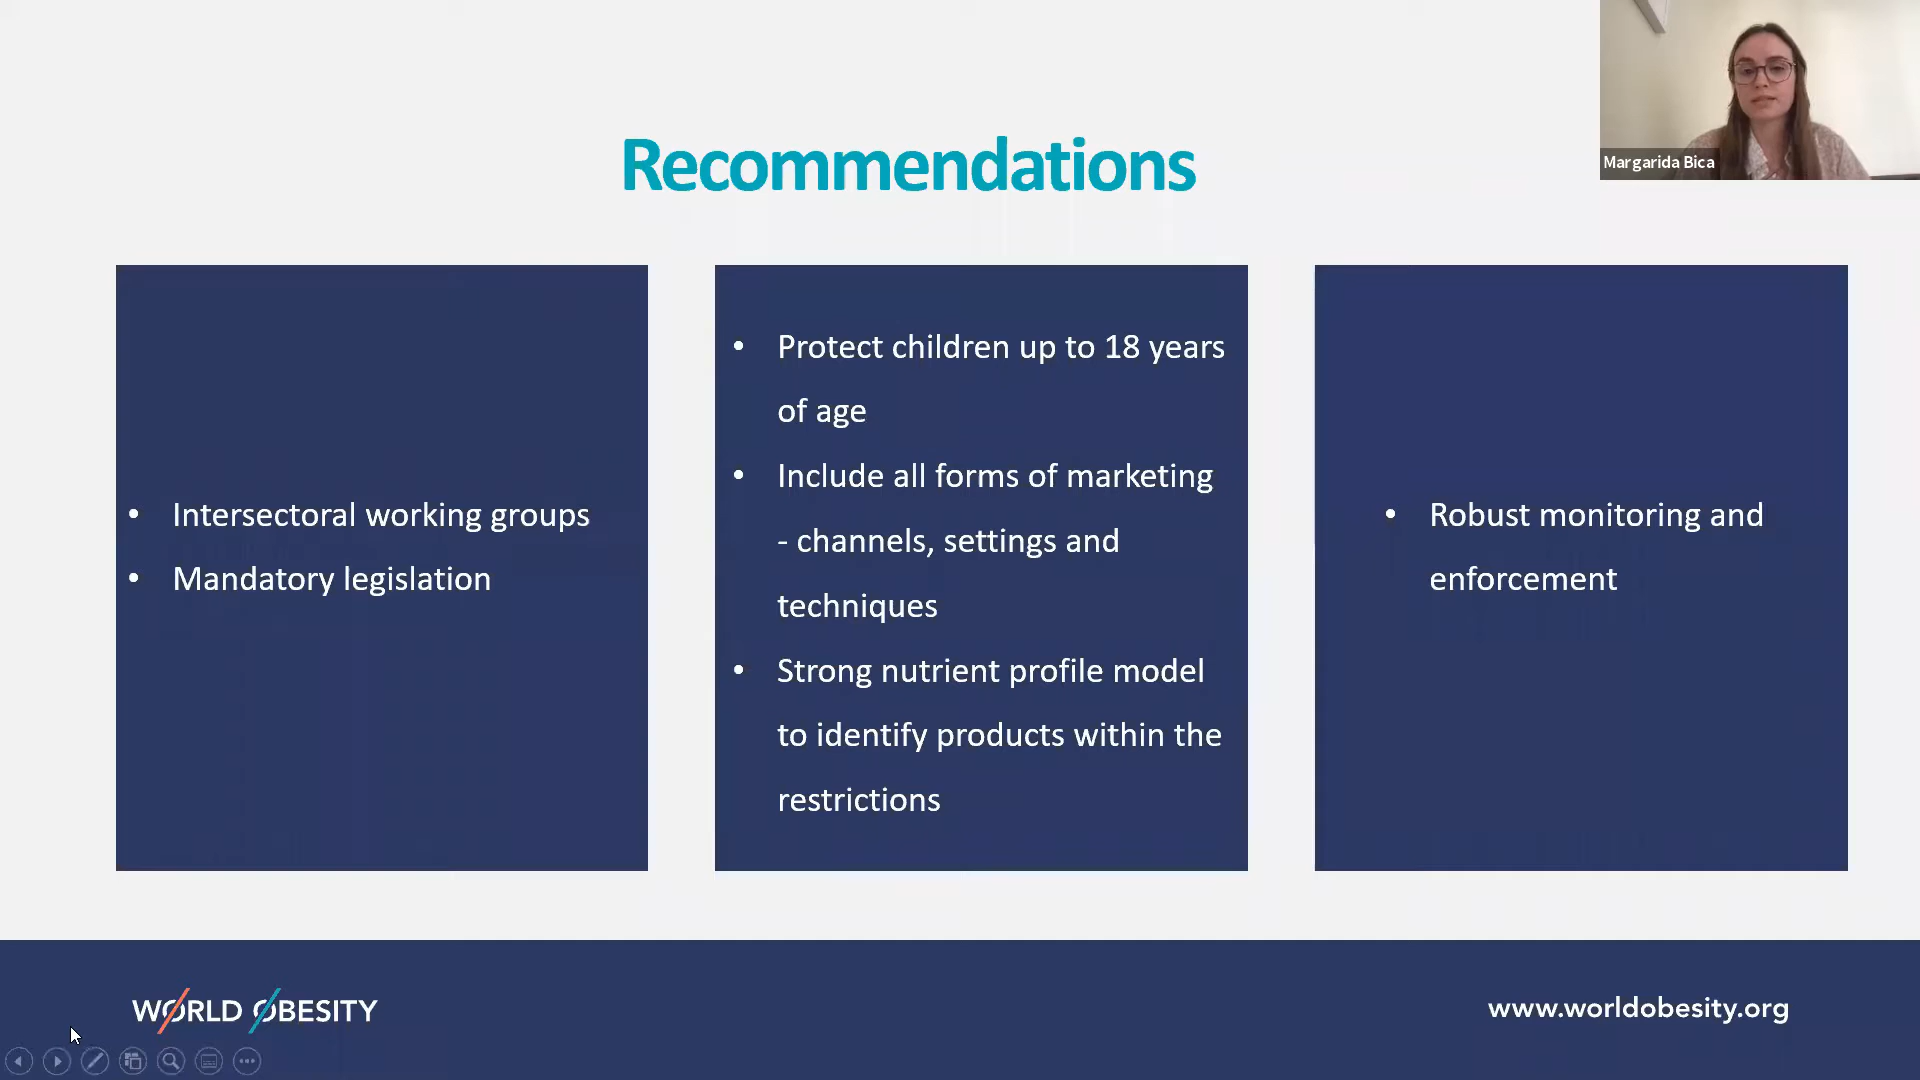 Margarida Bica
Recommendations
• Intersectoral working groups
• Mandatory legislation
• Protect children up to 18 years
of age
• Include all forms of marketing
- channels, settings and
techniques
• Strong nutrient profile model
to identify products within the
restrictions
• Robust monitoring and
enforcement
WORLD OBESITY
www.worldobesity.org